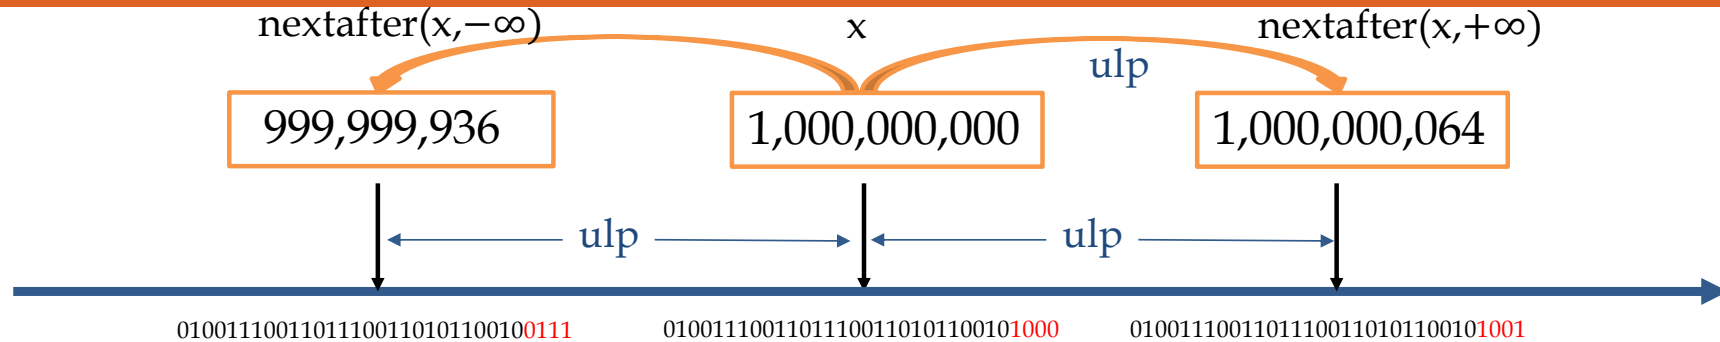 nextafter(x,−∞) x nextafter(x,+∞)
ulp
999,999,936 1,000,000,000 1,000,000,064
ulp ulp
01001110011011100110101100100111 01001110011011100110101100101000 01001110011011100110101100101001